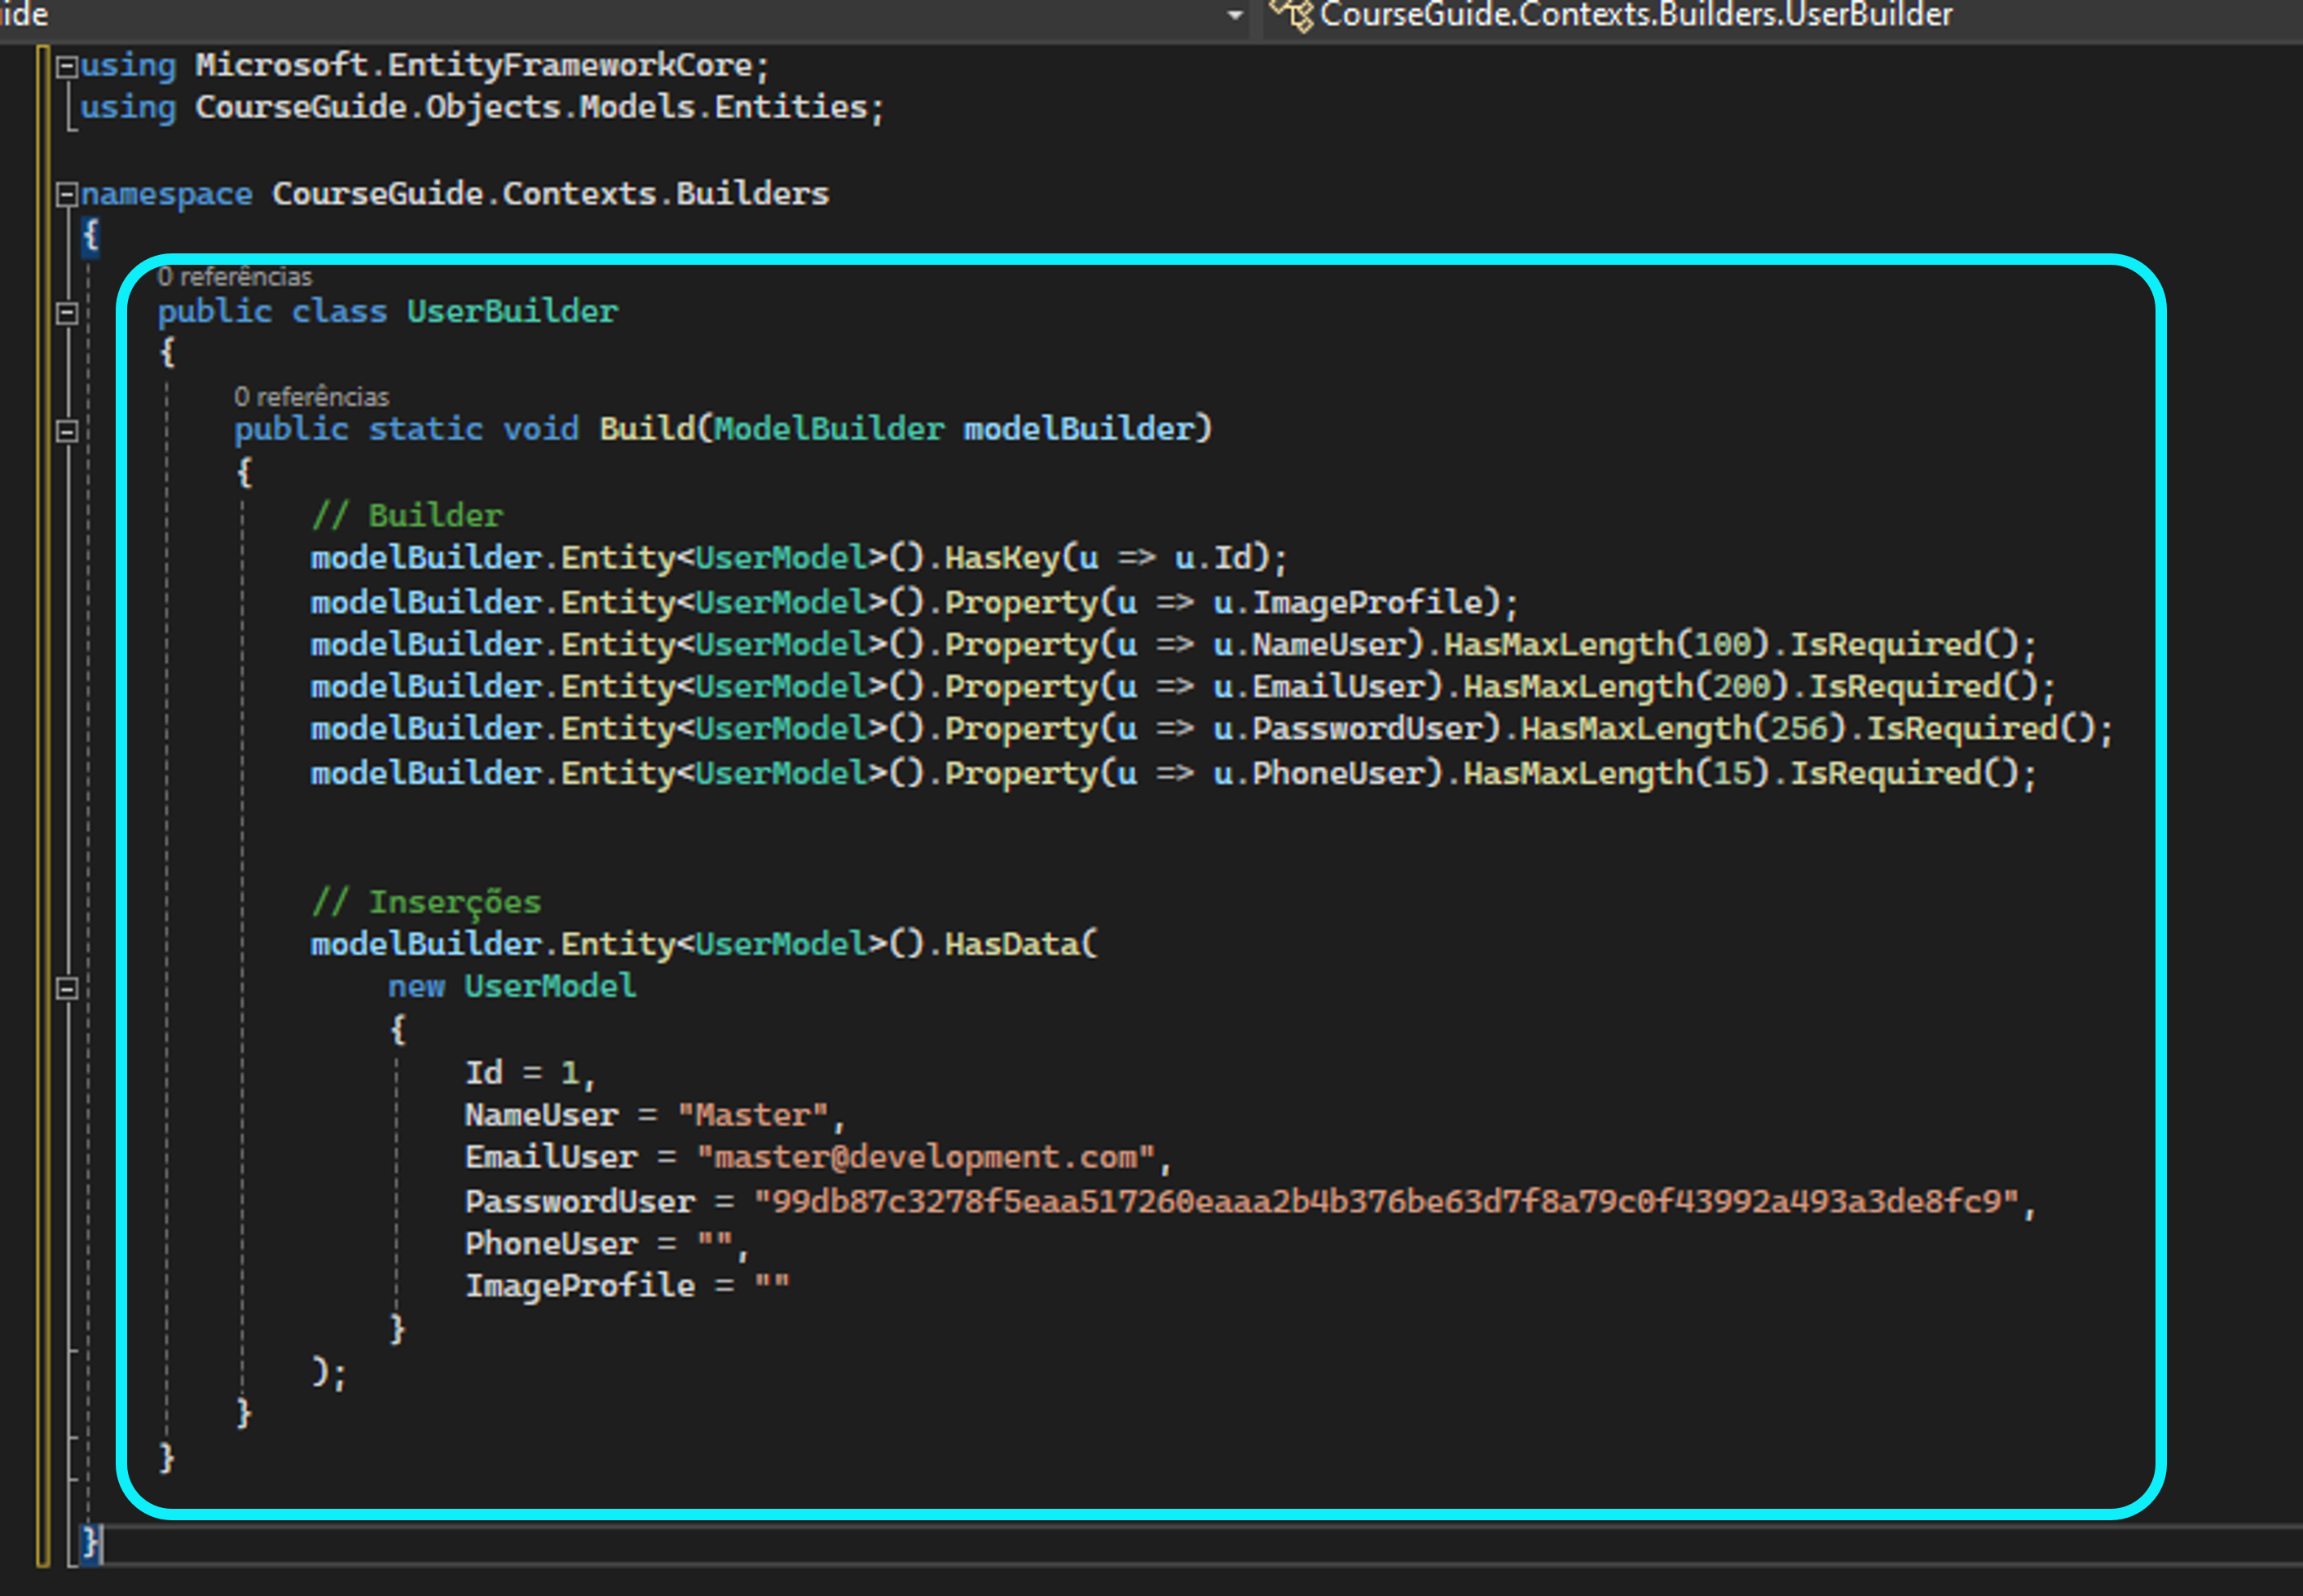 ide
CourseGuide.Contexts.Builders.UserBuilder
using Microsoft.EntityFrameworkCore;
using CourseGuide.Objects.Models.Entities;
namespace CourseGuide.Contexts.Builders
{
0 referências
public class UserBuilder
{
0 referências
public static void Build(ModelBuilder modelBuilder)
{
// Builder
modelBuilder.Entity<UserModel>().HasKey(u => u.Id);
modelBuilder.Entity<UserModel>().Property(u => u.ImageProfile);
modelBuilder.Entity<UserModel>().Property(u => u.NameUser).HasMaxLength(100).IsRequired();
modelBuilder.Entity<UserModel>().Property(u => u.EmailUser).HasMaxLength(200).IsRequired();
modelBuilder.Entity<UserModel>().Property(u => u.PasswordUser).HasMaxLength(256).IsRequired();
modelBuilder.Entity<UserModel>().Property(u => u.PhoneUser).HasMaxLength(15).IsRequired();
// Inserções
modelBuilder.Entity<UserModel>().HasData(
new UserModel
{
Id = 1,
NameUser = "Master",
EmailUser = "master@development.com",
PasswordUser = "99db87c3278f5eaa517260eaaa2b4b376be63d7f8a79c0f43992a493a3de8fc9",
PhoneUser = "",
ImageProfile = ""
}
);
}
}
}